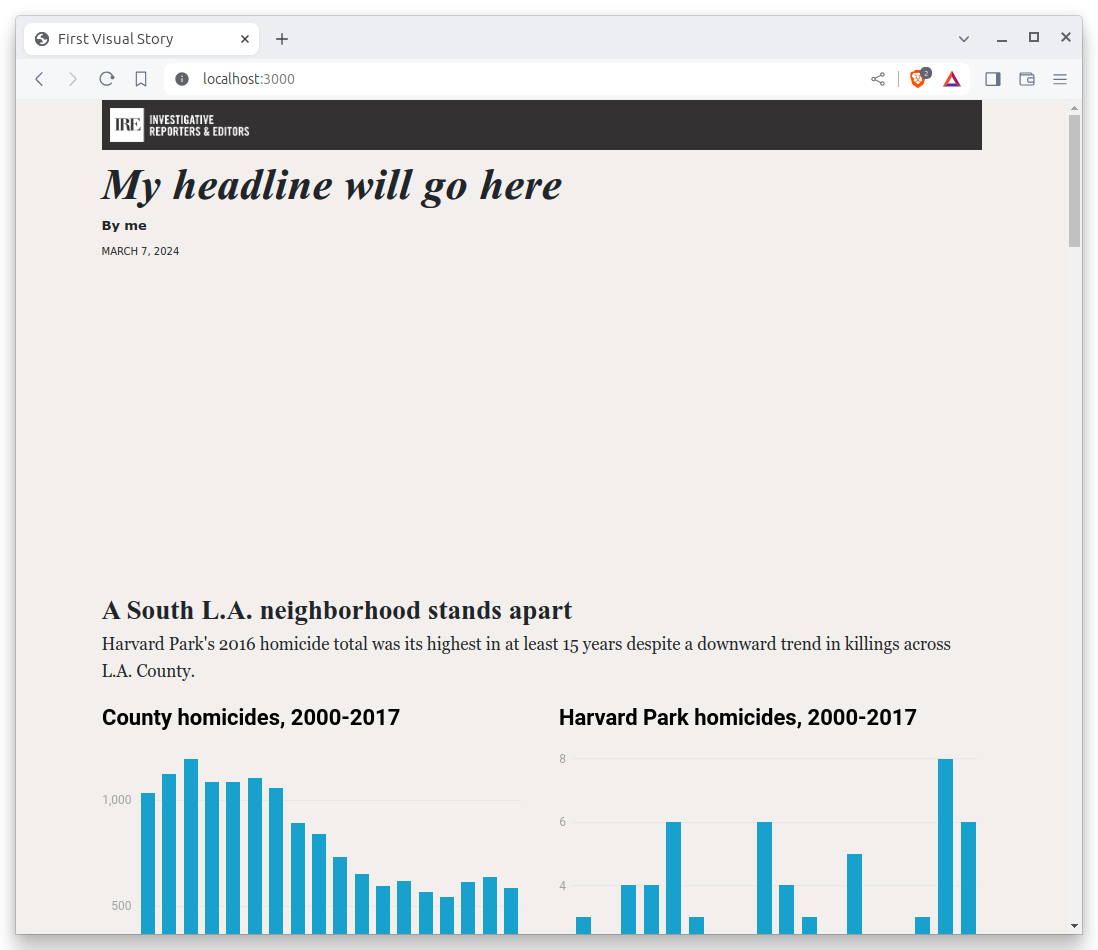 First Visual Story
localhost:3000
2
IRE INVESTIGATIVE
REPORTERS & EDITORS
My headline will go here
By me
MARCH 7, 2024
A South L.A. neighborhood stands apart
Harvard Park's 2016 homicide total was its highest in at least 15 years despite a downward trend in killings across
L.A. County.
County homicides, 2000-2017
1,000
500
Harvard Park homicides, 2000-2017
8
6
4